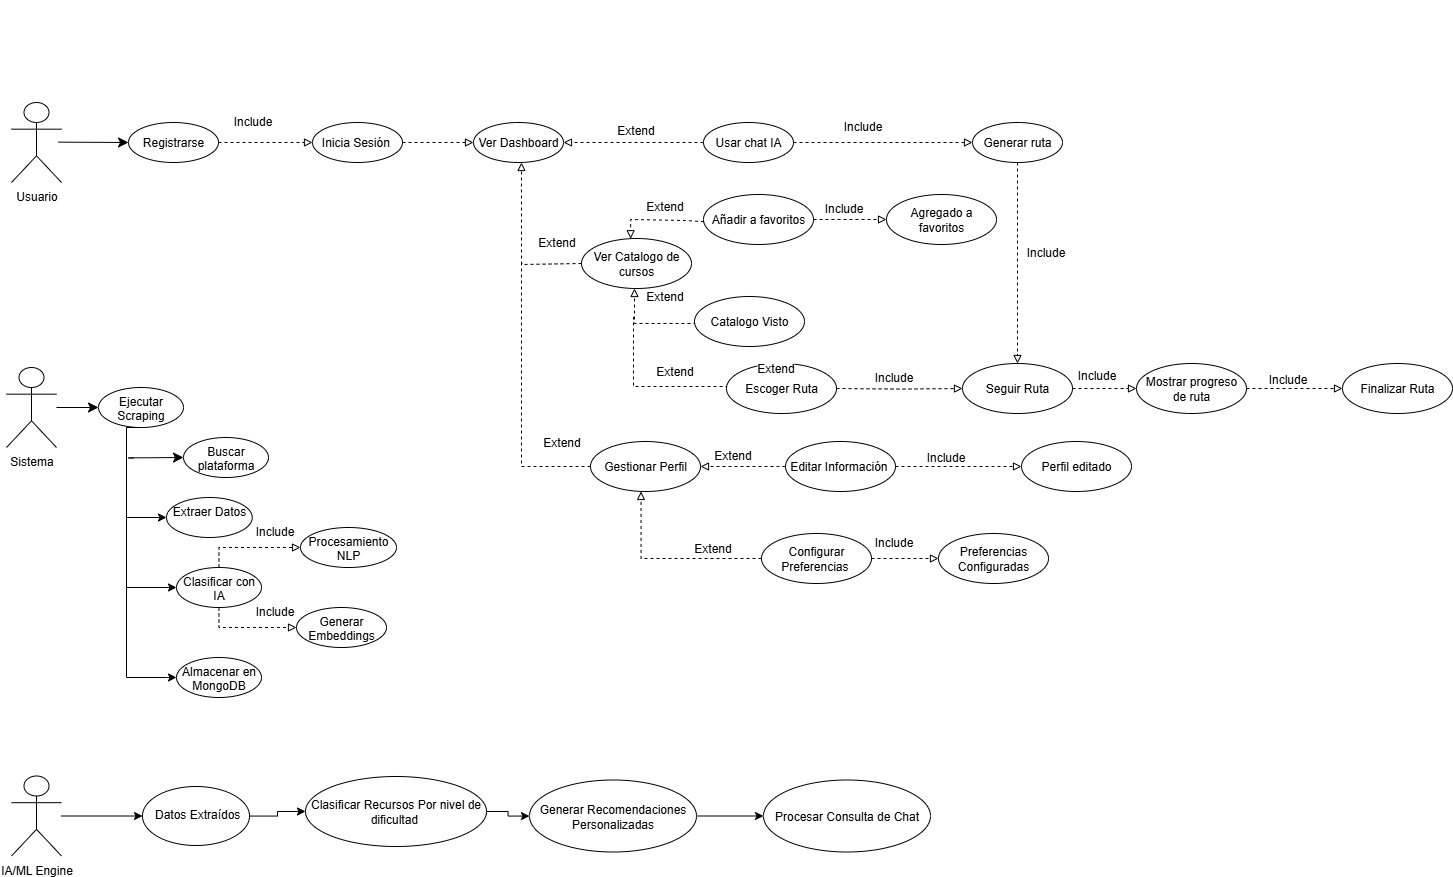 Include
Extend
Include
Registrarse
Inicia Sesión
Ver Dashboard
Usar chat IA
Generar ruta
Usuario
Extend
Include
Añadir a favoritos
Agregado a
favoritos
Extend
Ver Catalogo de
cursos
Include
Extend
Catalogo Visto
Extend
Extend
Escoger Ruta
Include
Seguir Ruta
Include
Mostrar progreso
de ruta
Include
Finalizar Ruta
Ejecutar
Scraping
Sistema
Extend
Buscar
plataforma
Gestionar Perfil
Extend
Editar Información
Include
Perfil editado
Extraer Datos
Include
Procesamiento
NLP
Extend
Configurar
Preferencias
Include
Preferencias
Configuradas
Clasificar con
IA
Include
Generar
Embeddings
Almacenar en
MongoDB
Datos Extraídos
Clasificar Recursos Por nivel de
dificultad
Generar Recomendaciones
Personalizadas
Procesar Consulta de Chat
IA/ML Engine